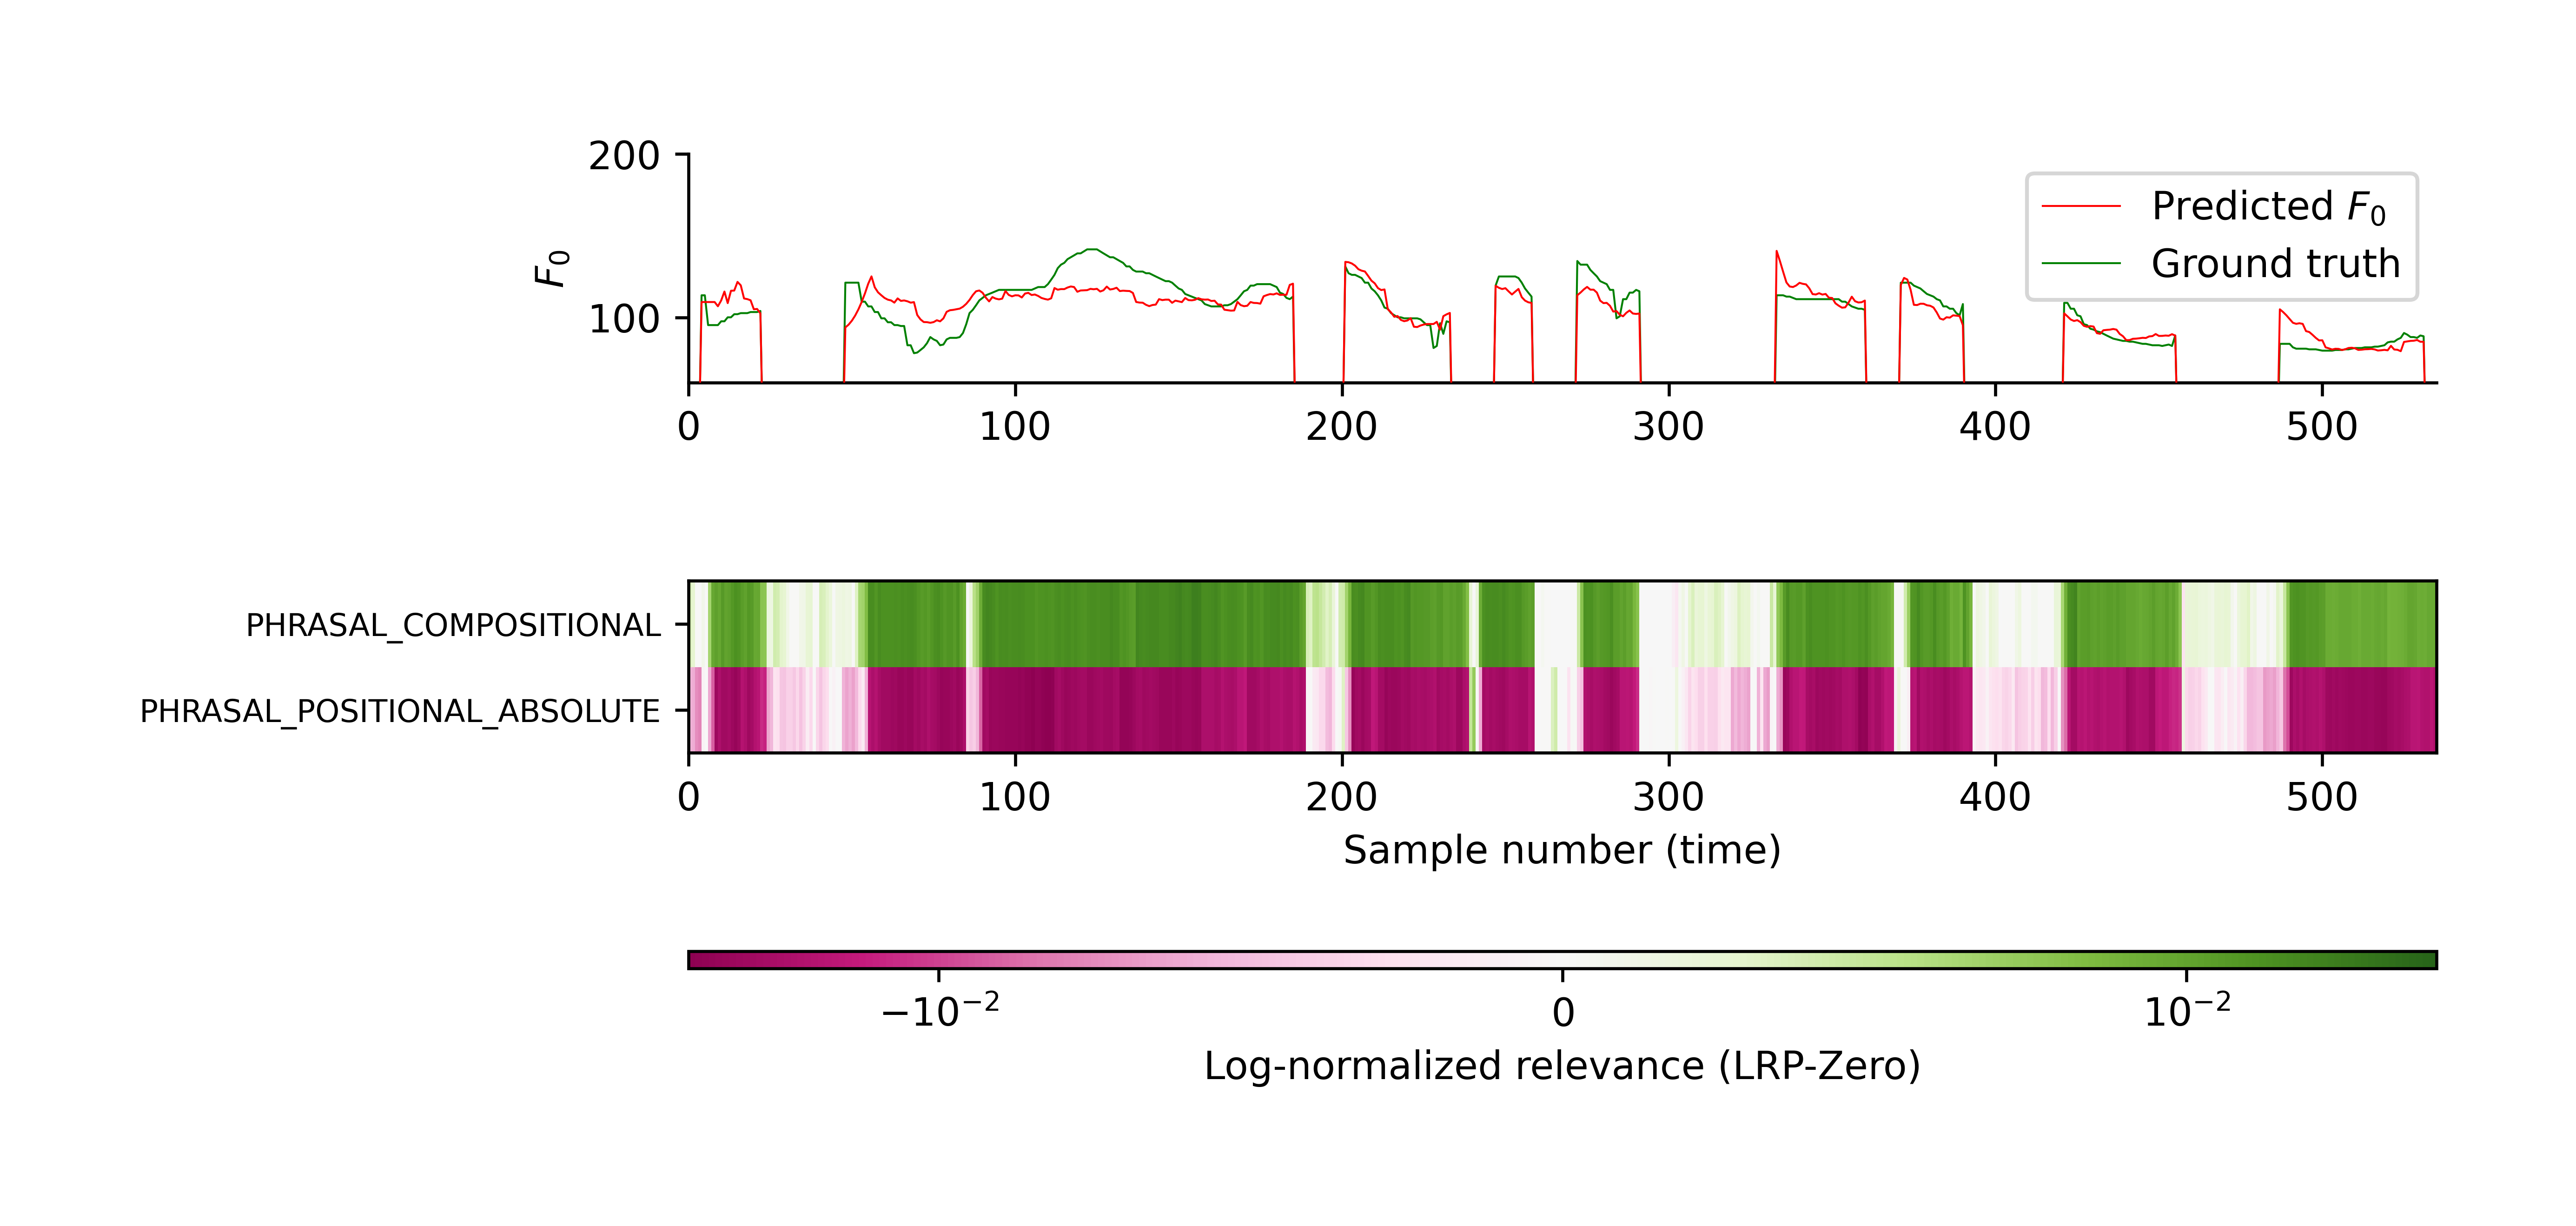 200
100
F₀
Predicted F₀
Ground truth
0 100 200 300 400 500
PHRASAL_COMPOSITIONAL
PHRASAL_POSITIONAL_ABSOLUTE
0 100 200 300 400 500
Sample number (time)
−10⁻² 0 10⁻²
Log-normalized relevance (LRP-Zero)